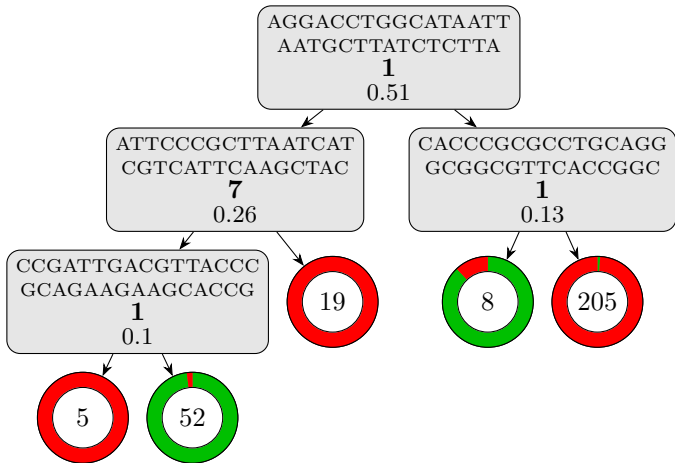 AGGACCTGGCATAATT
AATGCTTATCTCTTA
1
0.51
ATTCCCGCTTAATCAT
CGTCATTCAAGCTAC
7
0.26
CACCCGCGCCTGCAGG
GCGGCGTTCACCGGC
1
0.13
CCGATTGACGTTACCC
GCAGAAGAAGCACCG
1
0.1
19
8
205
5
52